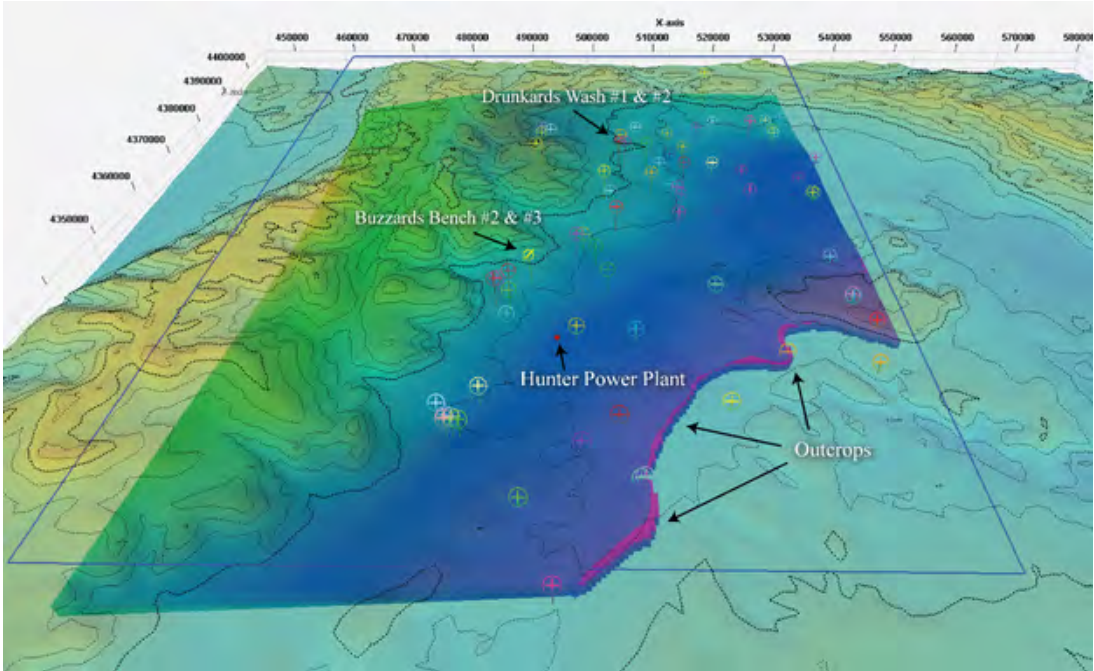 X-axis
450000 460000 470000 480000 490000 500000 510000 520000 530000 540000 550000 560000 570000 580000
4400000
4390000
4380000
4370000
4360000
4350000
Drunkards Wash #1 & #2
Buzzards Bench #2 & #3
Hunter Power Plant
Outcrops